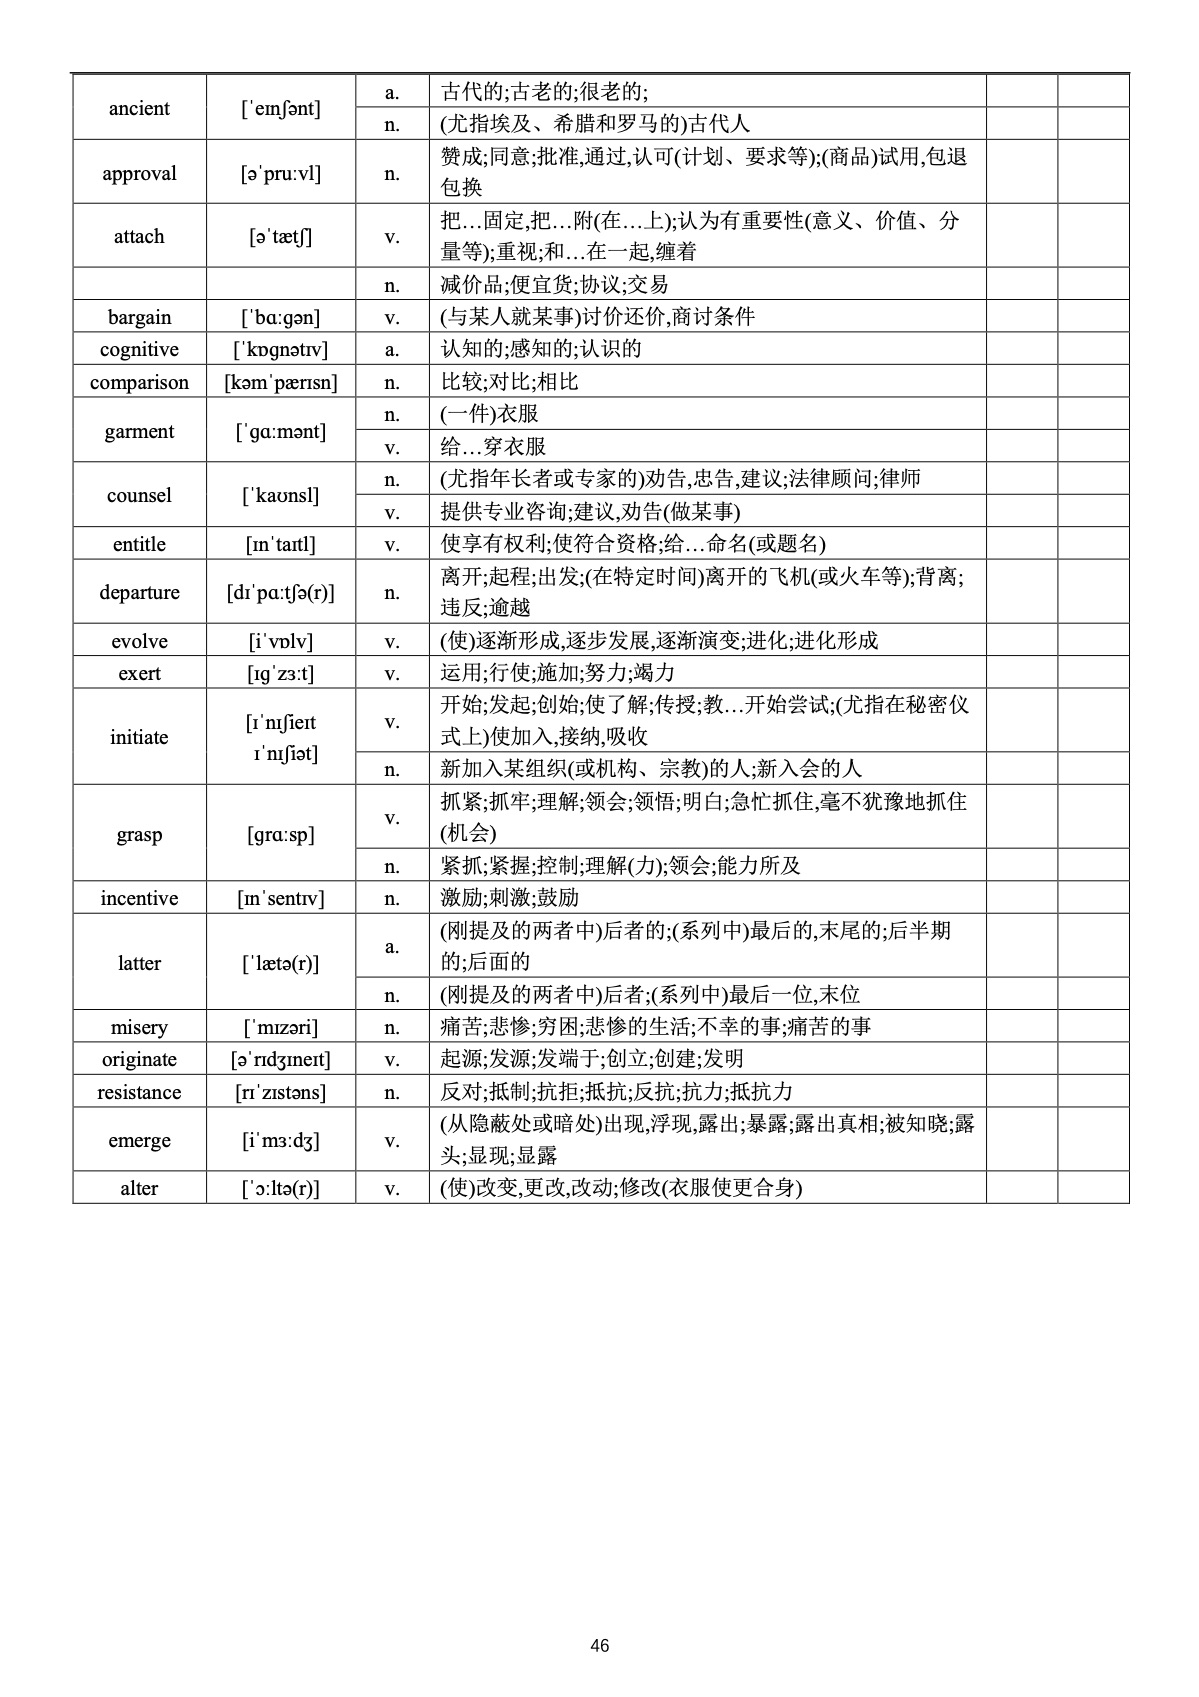 ancient [ˈeɪnʃənt] a. 古代的;古老的;很老的;
n. (尤指埃及、希腊和罗马的)古代人
approval [əˈpruːvl] n. 赞成;同意;批准,通过,认可(计划、要求等);(商品)试用,包退
包换
attach [əˈtætʃ] v. 把…固定,把…附(在…上);认为有重要性(意义、价值、分
量等);重视;和…在一起,缠着
n. 减价品;便宜货;协议;交易
bargain [ˈbɑːɡən] v. (与某人就某事)讨价还价,商讨条件
cognitive [ˈkɒɡnətɪv] a. 认知的;感知的;认识的
comparison [kəmˈpærɪsn] n. 比较;对比;相比
garment [ˈɡɑːmənt] n. (一件)衣服
v. 给…穿衣服
counsel [ˈkaʊnsl] n. (尤指年长者或专家的)劝告,忠告,建议;法律顾问;律师
v. 提供专业咨询;建议,劝告(做某事)
entitle [ɪnˈtaɪtl] v. 使享有权利;使符合资格;给…命名(或题名)
departure [dɪˈpɑːtʃə(r)] n. 离开;起程;出发;(在特定时间)离开的飞机(或火车等);背离;
违反;逾越
evolve [iˈvɒlv] v. (使)逐渐形成,逐步发展,逐渐演变;进化;进化形成
exert [ɪɡˈzɜːt] v. 运用;行使;施加;努力;竭力
initiate [ɪˈnɪʃieɪt v. 开始;发起;创始;使了解;传授;教…开始尝试;(尤指在秘密仪
ɪˈnɪʃiət] 式上)使加入,接纳,吸收
n. 新加入某组织(或机构、宗教)的人;新入会的人
grasp [ɡrɑːsp] v. 抓紧;抓牢;理解;领会;领悟;明白;急忙抓住,毫不犹豫地抓住
(机会)
n. 紧抓;紧握;控制;理解(力);领会;能力所及
incentive [ɪnˈsentɪv] n. 激励;刺激;鼓励
latter [ˈlætə(r)] a. (刚提及的两者中)后者的;(系列中)最后的,末尾的;后半期
的;后面的
n. (刚提及的两者中)后者;(系列中)最后一位,末位
misery [ˈmɪzəri] n. 痛苦;悲惨;穷困;悲惨的生活;不幸的事;痛苦的事
originate [əˈrɪdʒɪneɪt] v. 起源;发源;发端于;创立;创建;发明
resistance [rɪˈzɪstəns] n. 反对;抵制;抗拒;抵抗;反抗;抗力;抵抗力
emerge [iˈmɜːdʒ] v. (从隐蔽处或暗处)出现,浮现,露出;暴露;露出真相;被知晓;露
头;显现;显露
alter [ˈɔːltə(r)] v. (使)改变,更改,改动;修改(衣服使更合身)
46